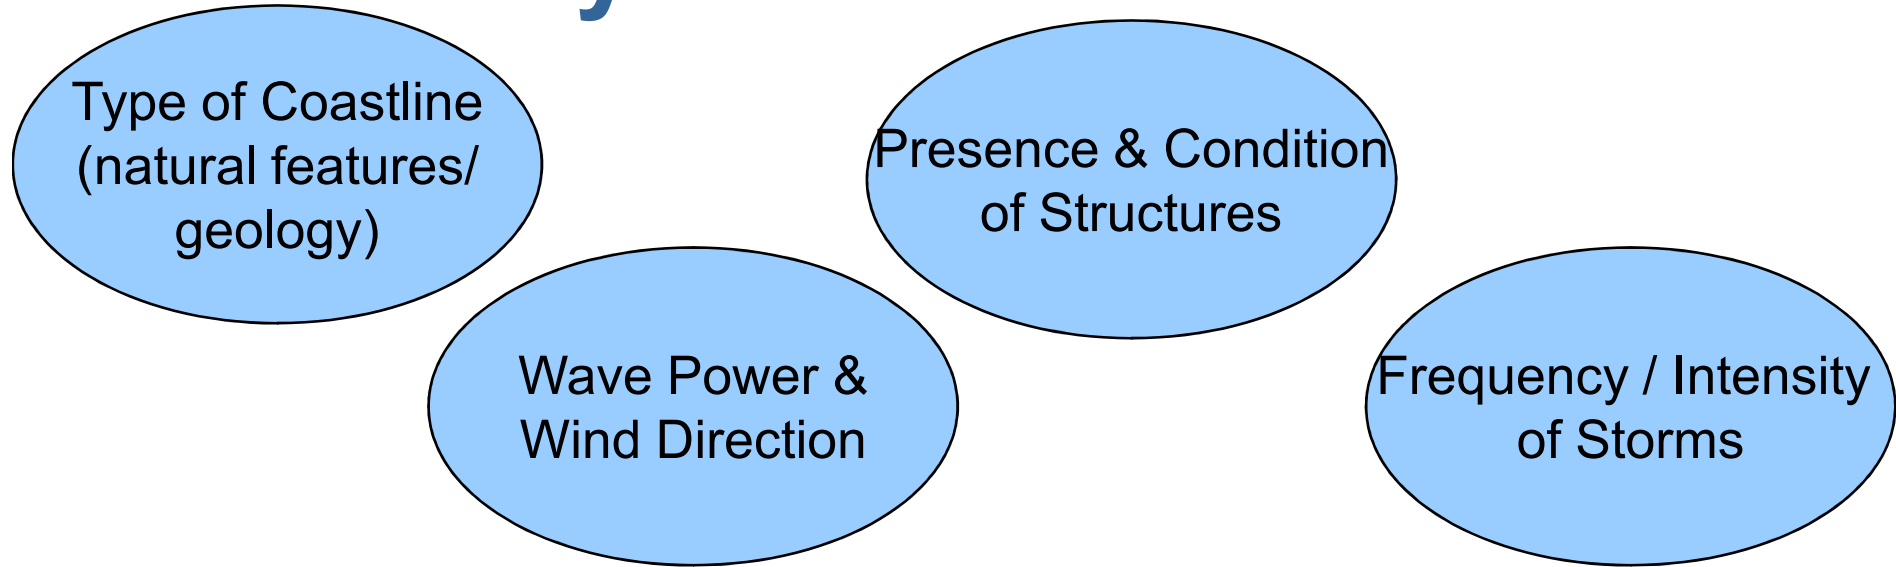 Type of Coastline
(natural features/
geology)
Presence & Condition
of Structures
Wave Power &
Wind Direction
Frequency / Intensity
of Storms